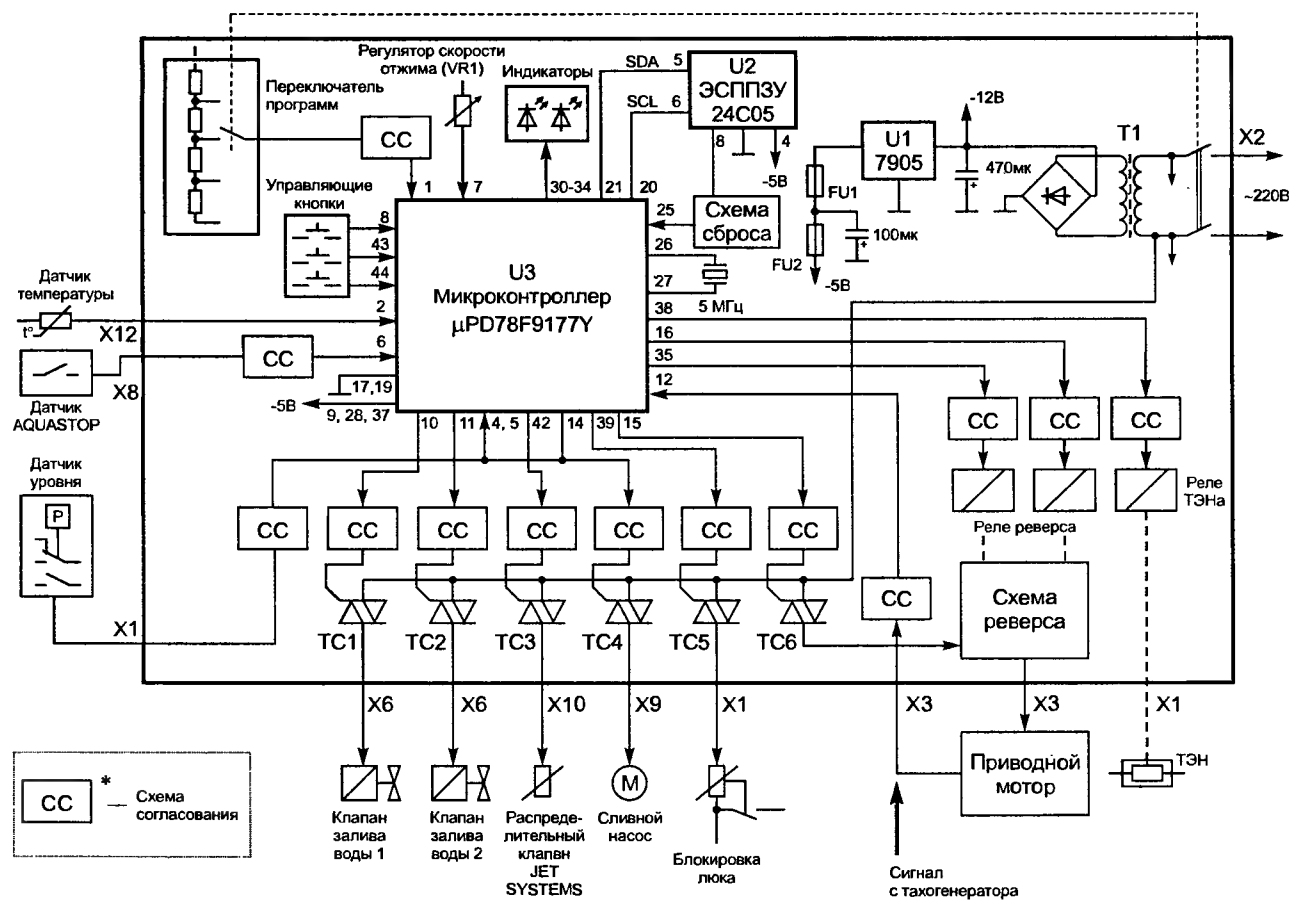 Регулятор скорости
отжима (VR1)
Индикаторы
SDA
5
SCL
6
U2
ЭСППЗУ
24C05
8
4
-5В
-12В
U1
7905
470мк
+
T1
X2
~220В
Переключатель
программ
СС
FU1
FU2
100мк
+
-5В
1
7
30-34
21
20
Управляющие
кнопки
8
43
44
25
Схема
сброса
26
27
5 МГц
U3
Микроконтроллер
µPD78F9177Y
Датчик
температуры
t°
X12
2
38
16
35
12
СС
6
X8
Датчик
AQUASTOP
17,19
-5В
9, 28, 37
10
11
4, 5
42
14
39
15
СС
СС
СС
Датчик
уровня
P
Реле
ТЭНа
Реле реверса
СС
СС
СС
СС
СС
СС
СС
СС
Схема
реверса
X1
TC1
TC2
TC3
TC4
TC5
TC6
X6
X6
X10
X9
X1
X3
X3
X1
СС
*
— Схема
согласования
Клапан
залива
воды 1
Клапан
залива
воды 2
Распреде-
лительный
клапвн
JET
SYSTEMS
М
Сливной
насос
Блокировка
люка
Приводной
мотор
ТЭН
Сигнал
с тахогенератора